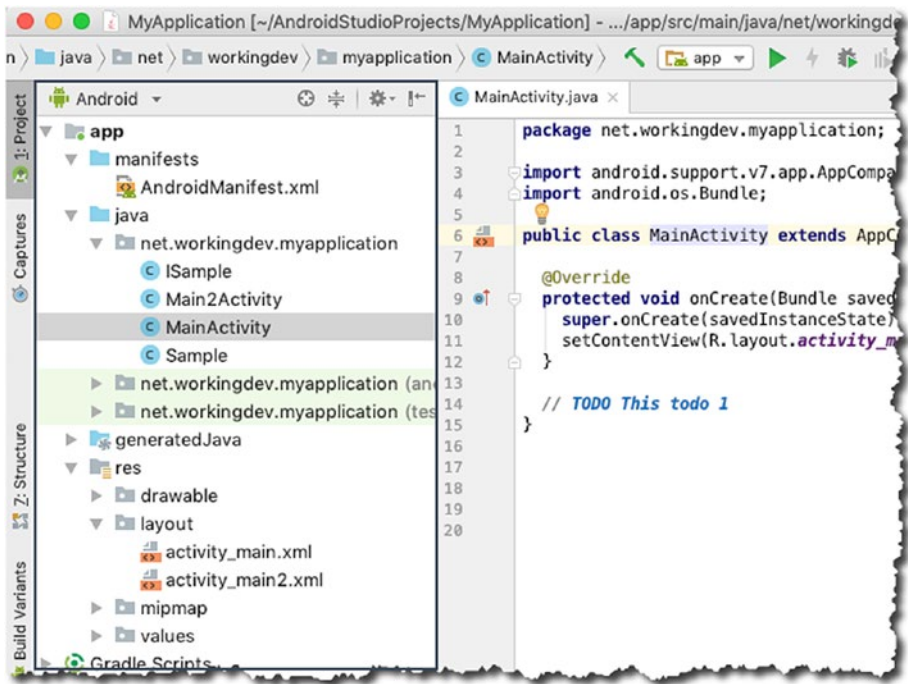 MyApplication [~/AndroidStudioProjects/MyApplication] - .../app/src/main/java/net/workingde
n java net workingdev myapplication MainActivity app
1: Project
Captures
Z: Structure
Build Variants
Android
app
manifests
AndroidManifest.xml
java
net.workingdev.myapplication
ISample
Main2Activity
MainActivity
Sample
net.workingdev.myapplication (an
net.workingdev.myapplication (tes
generatedJava
res
drawable
layout
activity_main.xml
activity_main2.xml
mipmap
values
Gradle Scripts
MainActivity.java
1 package net.workingdev.myapplication;
2
3 import android.support.v7.app.AppCompa
4 import android.os.Bundle;
5
6 public class MainActivity extends AppC
7
8 @Override
9 protected void onCreate(Bundle saved
10 super.onCreate(savedInstanceState)
11 setContentView(R.layout.activity_m
12 }
13
14 // TODO This todo 1
15 }
16
17
18
19
20